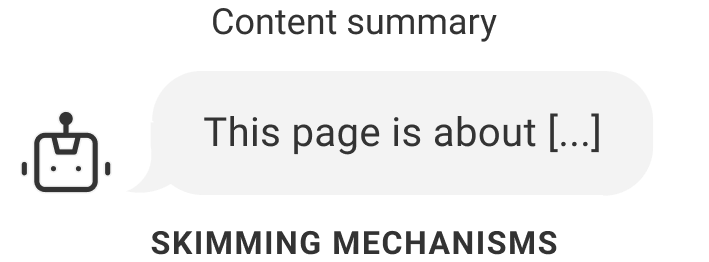 Content summary
This page is about [...]
SKIMMING MECHANISMS